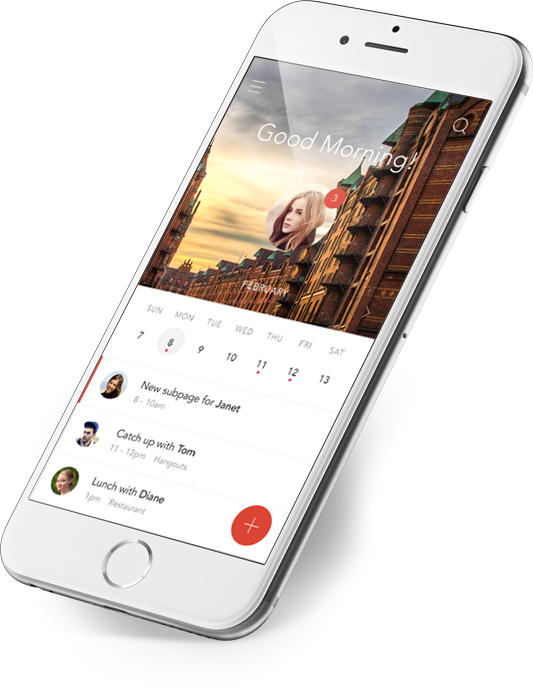 Good Morning!
3
FEBRUARY
SUN MON TUE WED THU FRI SAT
7 8 9 10 11 12 13
New subpage for Janet
8 - 10am
Catch up with Tom
11 - 12pm Hangouts
Lunch with Diane
1pm Restaurant